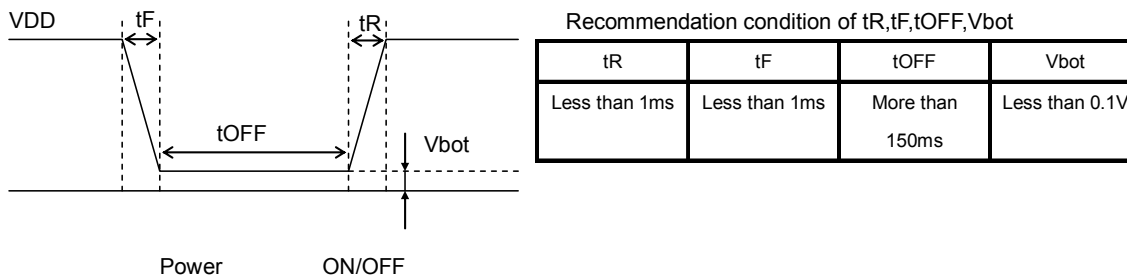 VDD
tF
tR
tOFF
Vbot
Power ON/OFF
Recommendation condition of tR,tF,tOFF,Vbot
tR tF tOFF Vbot
Less than 1ms Less than 1ms More than 150ms Less than 0.1V